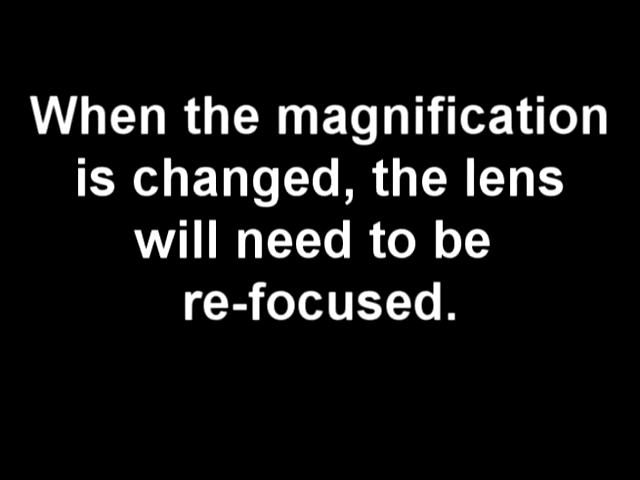 When the magnification
is changed, the lens
will need to be
re-focused.